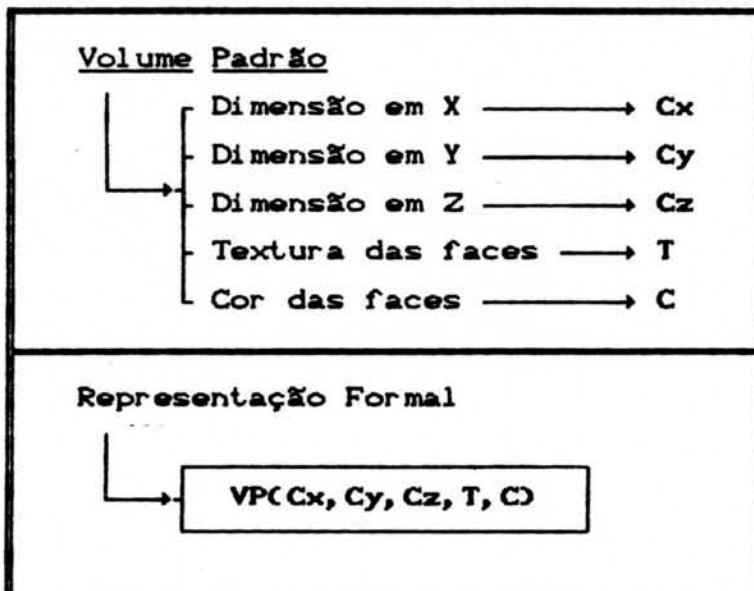 Volume Padrão
Dimensão em X → Cx
Dimensão em Y → Cy
Dimensão em Z → Cz
Textura das faces → T
Cor das faces → C
Representação Formal
VP(Cx, Cy, Cz, T, C)